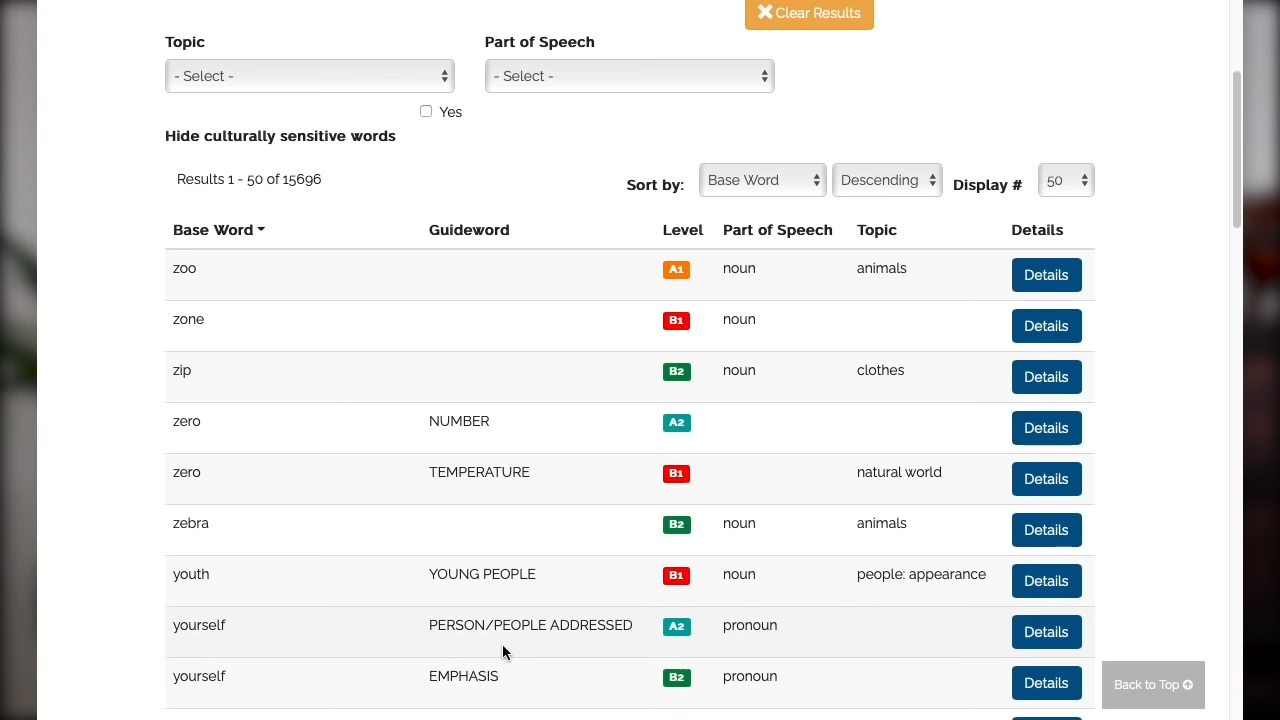 Clear Results
Topic Part of Speech
- Select - - Select -
Yes
Hide culturally sensitive words
Results 1 - 50 of 15696
Sort by: Base Word Descending Display # 50
Base Word Guideword Level Part of Speech Topic Details
zoo A1 noun animals Details
zone B1 noun Details
zip B2 noun clothes Details
zero NUMBER A2 Details
zero TEMPERATURE B1 natural world Details
zebra B2 noun animals Details
youth YOUNG PEOPLE B1 noun people: appearance Details
yourself PERSON/PEOPLE ADDRESSED A2 pronoun Details
yourself EMPHASIS B2 pronoun Details
Back to Top